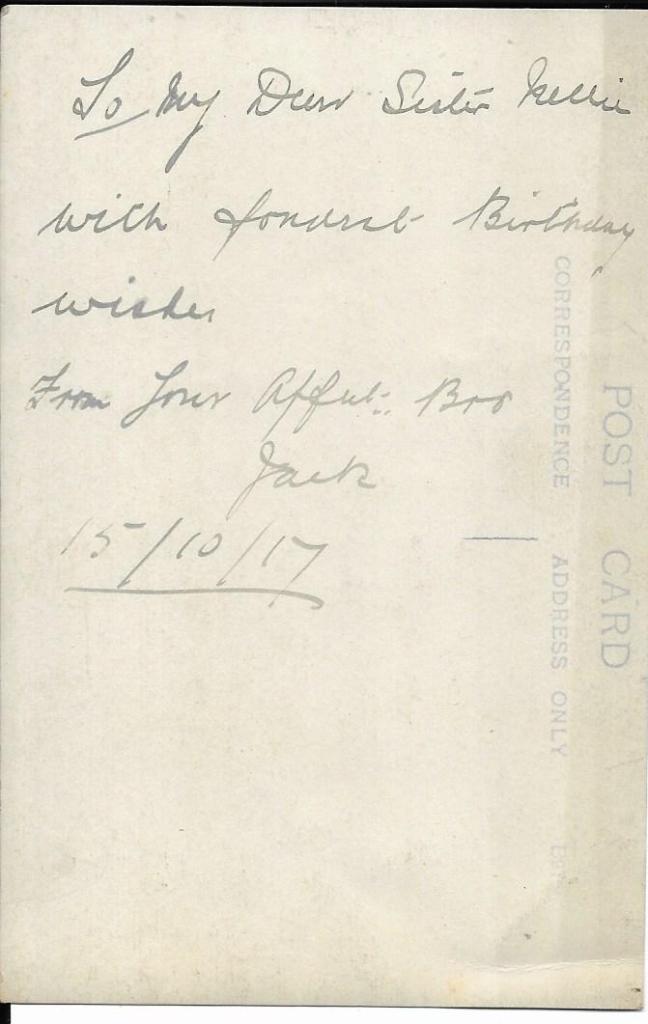 To My Dear Sister Nellie
with fondest Birthday
wishes
From Your Affect: Bro
Jack
15/10/17
POST CARD
CORRESPONDENCE
ADDRESS ONLY